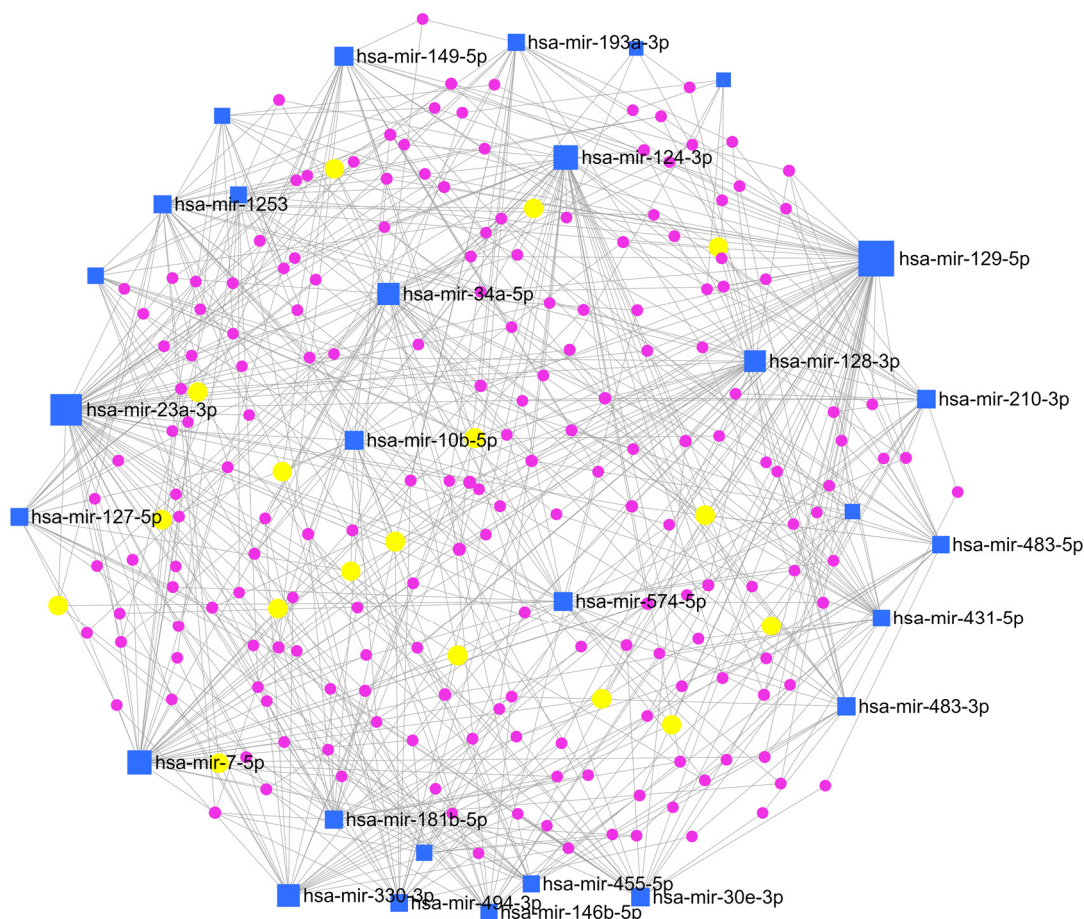 hsa-mir-193a-3p
hsa-mir-149-5p
hsa-mir-124-3p
hsa-mir-1253
hsa-mir-129-5p
hsa-mir-34a-5p
hsa-mir-128-3p
hsa-mir-210-3p
hsa-mir-23a-3p
hsa-mir-10b-5p
hsa-mir-127-5p
hsa-mir-483-5p
hsa-mir-574-5p
hsa-mir-431-5p
hsa-mir-483-3p
hsa-mir-7-5p
hsa-mir-181b-5p
hsa-mir-455-5p
hsa-mir-330-3p
hsa-mir-30e-3p
hsa-mir-494-3p
hsa-mir-146b-5p